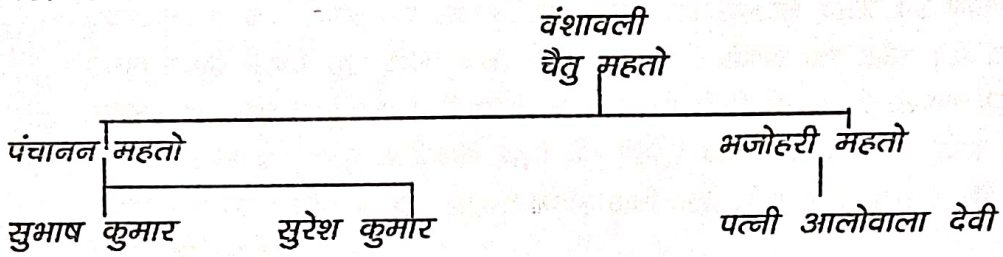 वंशावली
चैतु महतो
पंचानन महतो भजोहरी महतो
सुभाष कुमार सुरेश कुमार पत्नी आलोवाला देवी